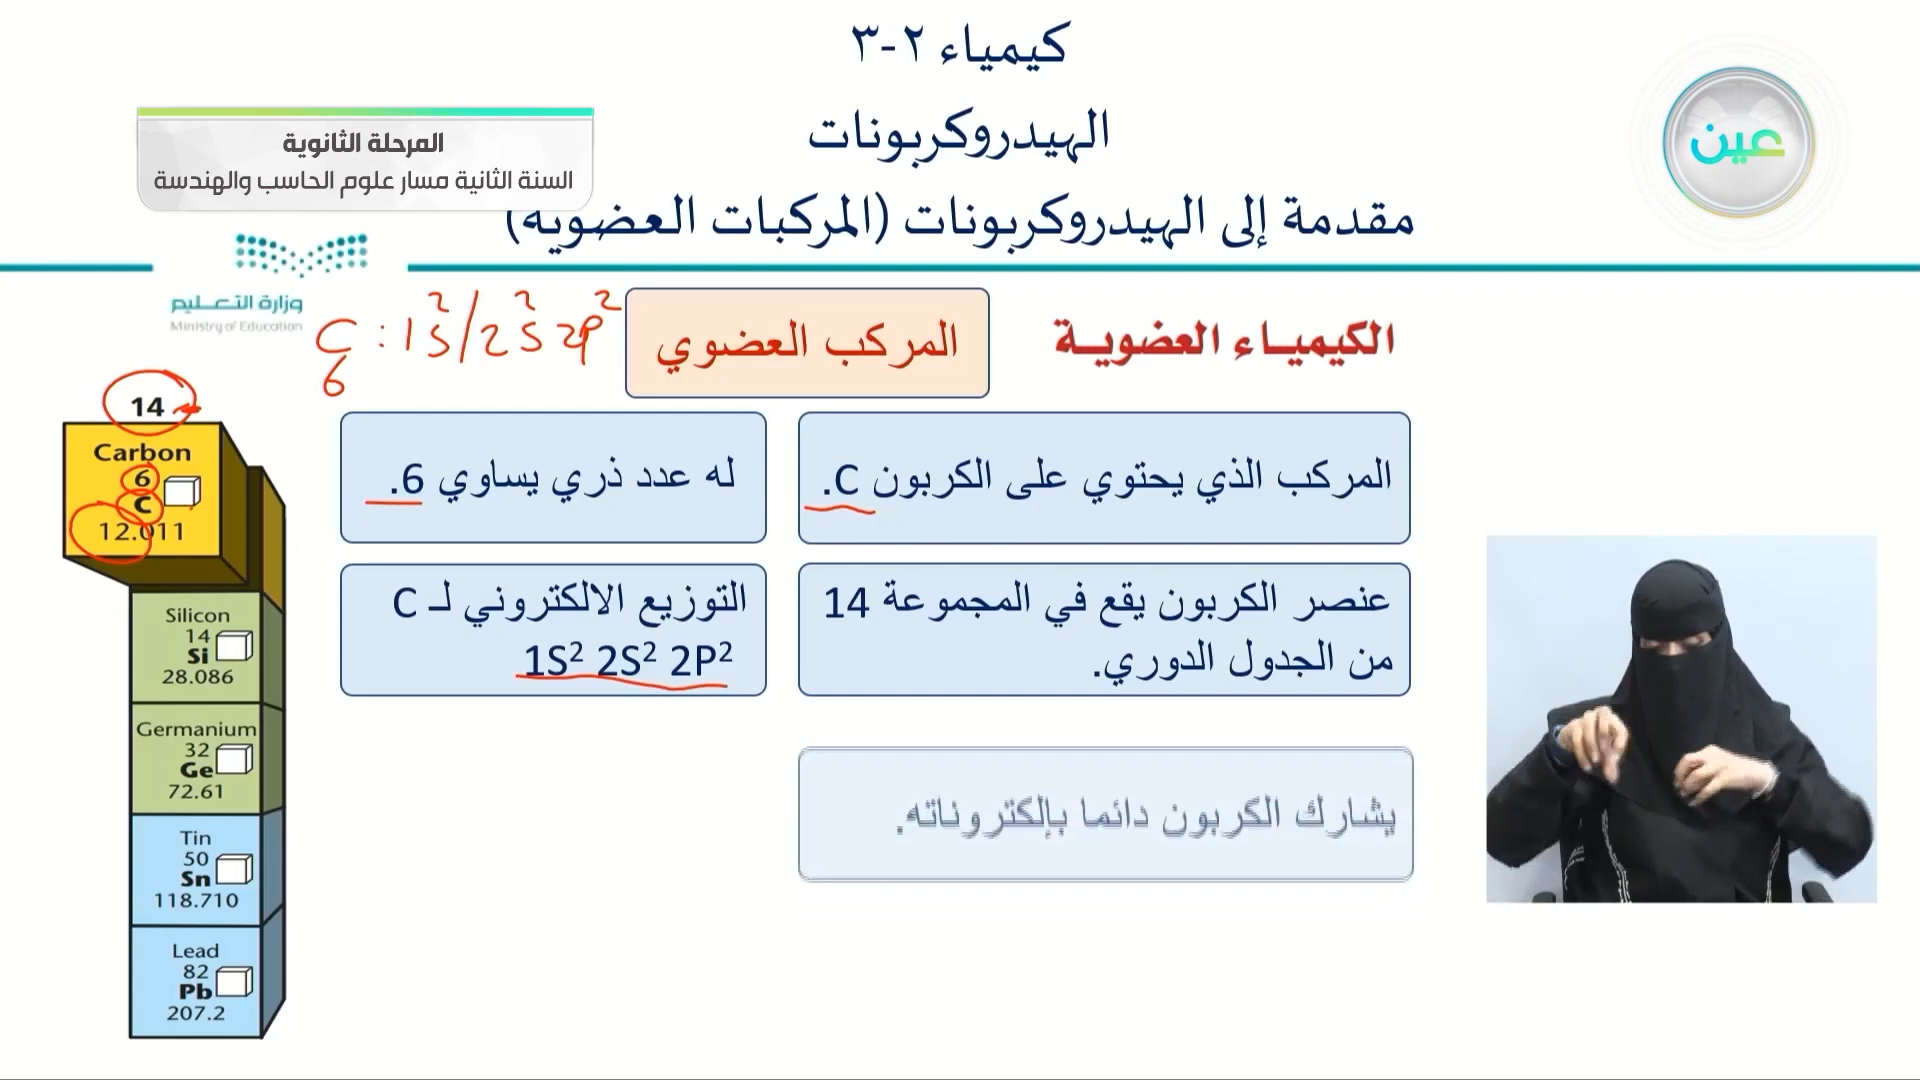 كيمياء ٢-٣
الهيدروكربونات
مقدمة إلى الهيدروكربونات (المركبات العضوية)
عين
المرحلة الثانوية
السنة الثانية مسار علوم الحاسب والهندسة
وزارة التعليم
Ministry of Education
الكيمياء العضوية
المركب العضوي
C : 1S² / 2S² 2P²
6
المركب الذي يحتوي على الكربون C.
له عدد ذري يساوي 6.
عنصر الكربون يقع في المجموعة 14
من الجدول الدوري.
التوزيع الالكتروني لـ C
1S² 2S² 2P²
يشارك الكربون دائما بإلكتروناته.
14
Carbon
6
C
12.011
Silicon
14
Si
28.086
Germanium
32
Ge
72.61
Tin
50
Sn
118.710
Lead
82
Pb
207.2